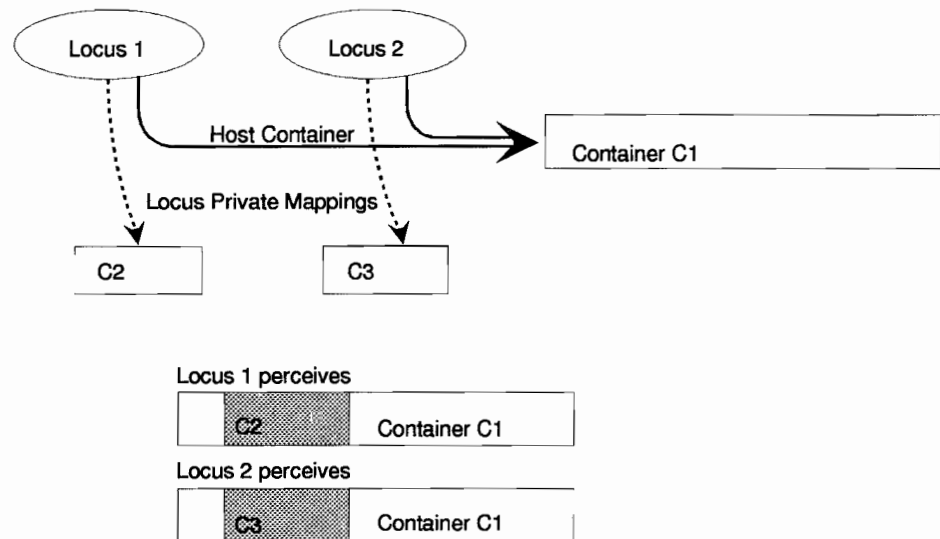 Locus 1
Locus 2
Host Container
Container C1
Locus Private Mappings
C2
C3
Locus 1 perceives
C2
Container C1
Locus 2 perceives
C3
Container C1